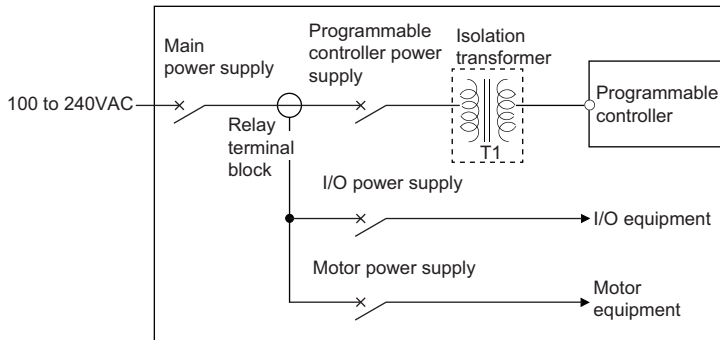 Main
power supply
Programmable
controller power
supply
Isolation
transformer
100 to 240VAC
Relay
terminal
block
T1
Programmable
controller
I/O power supply
I/O equipment
Motor power supply
Motor
equipment